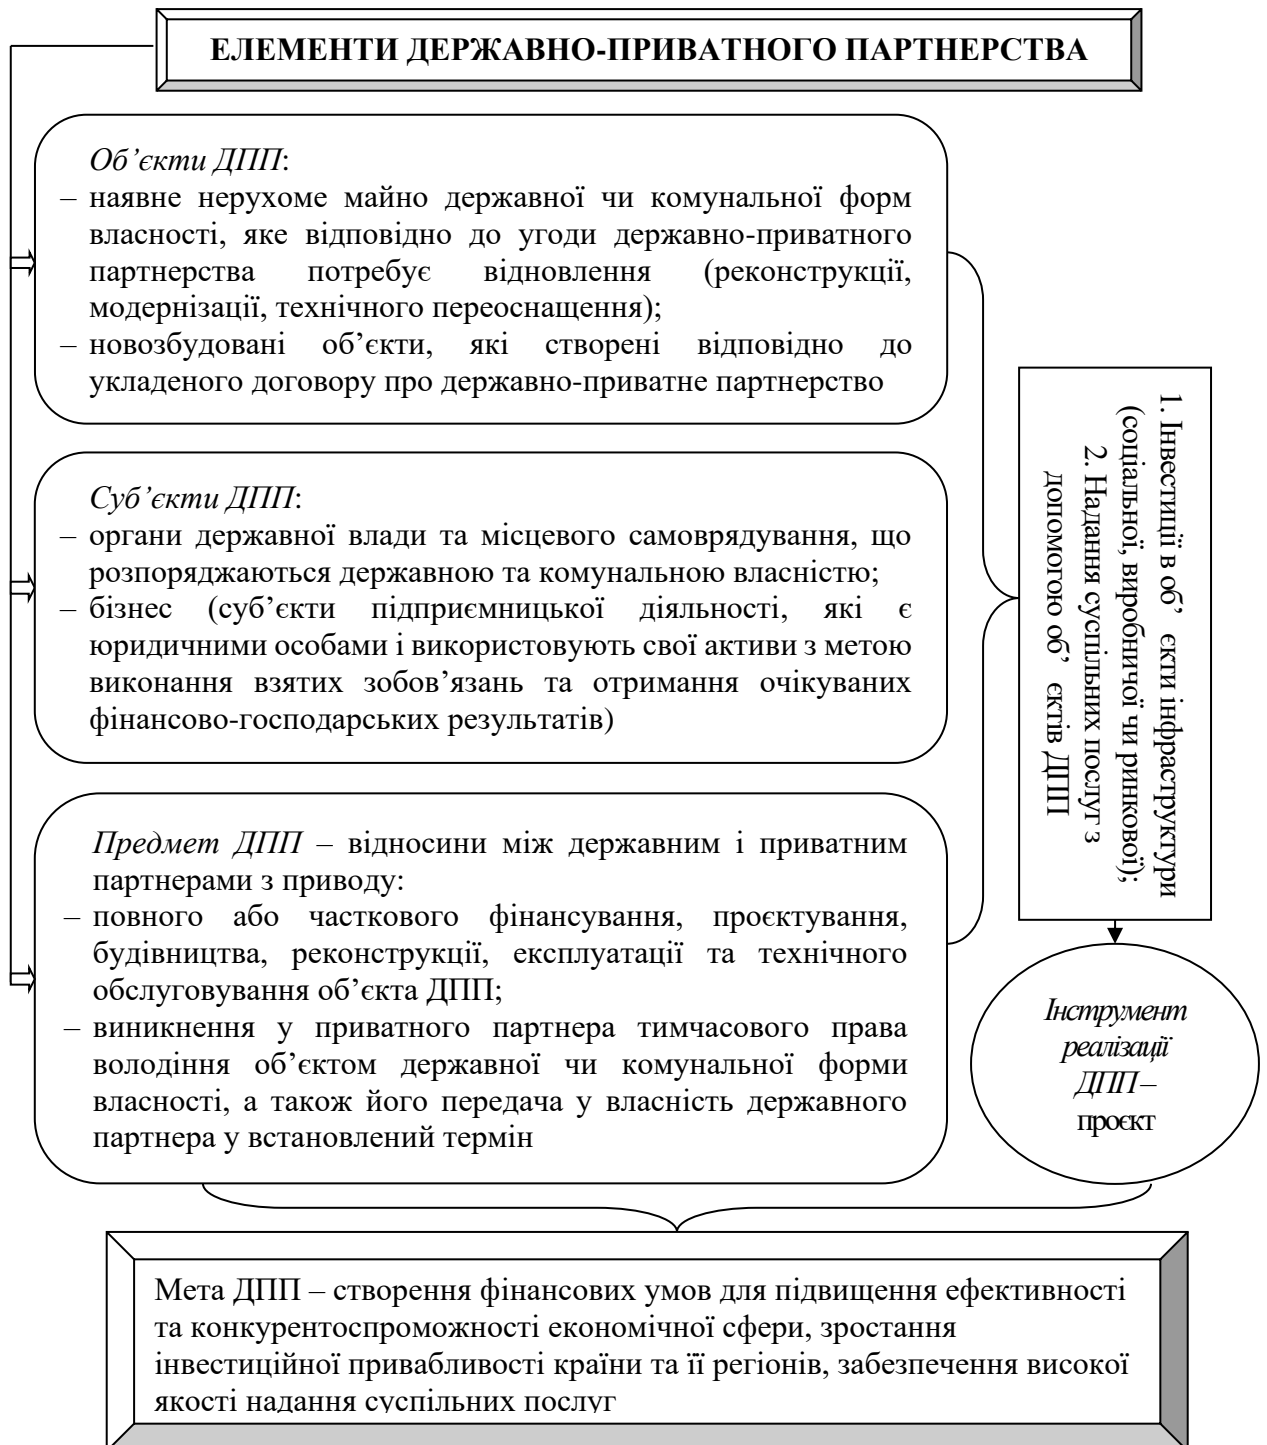 ЕЛЕМЕНТИ ДЕРЖАВНО-ПРИВАТНОГО ПАРТНЕРСТВА
Об’єкти ДПП:
– наявне нерухоме майно державної чи комунальної форм
власності, яке відповідно до угоди державно-приватного
партнерства потребує відновлення (реконструкції,
модернізації, технічного переоснащення);
– новозбудовані об’єкти, які створені відповідно до
укладеного договору про державно-приватне партнерство
Суб’єкти ДПП:
– органи державної влади та місцевого самоврядування, що
розпоряджаються державною та комунальною власністю;
– бізнес (суб’єкти підприємницької діяльності, які є
юридичними особами і використовують свої активи з метою
виконання взятих зобов’язань та отримання очікуваних
фінансово-господарських результатів)
Предмет ДПП – відносини між державним і приватним
партнерами з приводу:
– повного або часткового фінансування, проєктування,
будівництва, реконструкції, експлуатації та технічного
обслуговування об’єкта ДПП;
– виникнення у приватного партнера тимчасового права
володіння об’єктом державної чи комунальної форми
власності, а також його передача у власність державного
партнера у встановлений термін
1. Інвестиції в об’ єкти інфраструктури
(соціальної, виробничої чи ринкової);
2. Надання суспільних послуг з
допомогою об’ єктів ДПП
Інструмент
реалізації
ДПП –
проєкт
Мета ДПП – створення фінансових умов для підвищення ефективності
та конкурентоспроможності економічної сфери, зростання
інвестиційної привабливості країни та її регіонів, забезпечення високої
якості надання суспільних послуг